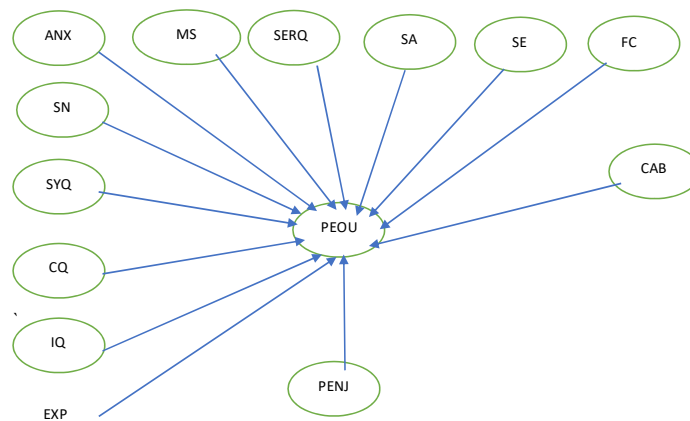 ANX
MS
SERQ
SA
SE
FC
SN
CAB
SYQ
PEOU
CQ
`
IQ
PENJ
EXP